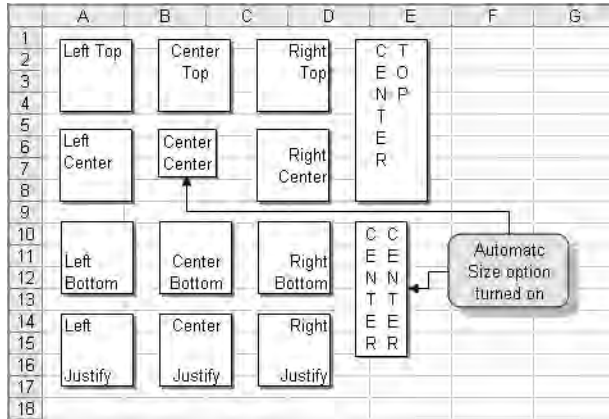 A B C D E F G
1
2
3
4
5
6
7
8
9
10
11
12
13
14
15
16
17
18
Left Top
Center
Top
Right
Top
C T
E O
N P
T
E
R
Left
Center
Center
Center
Right
Center
Left
Bottom
Center
Bottom
Right
Bottom
C C
E E
N N
T T
E E
R R
Automatc
Size option
turned on
Left
Justify
Center
Justify
Right
Justify